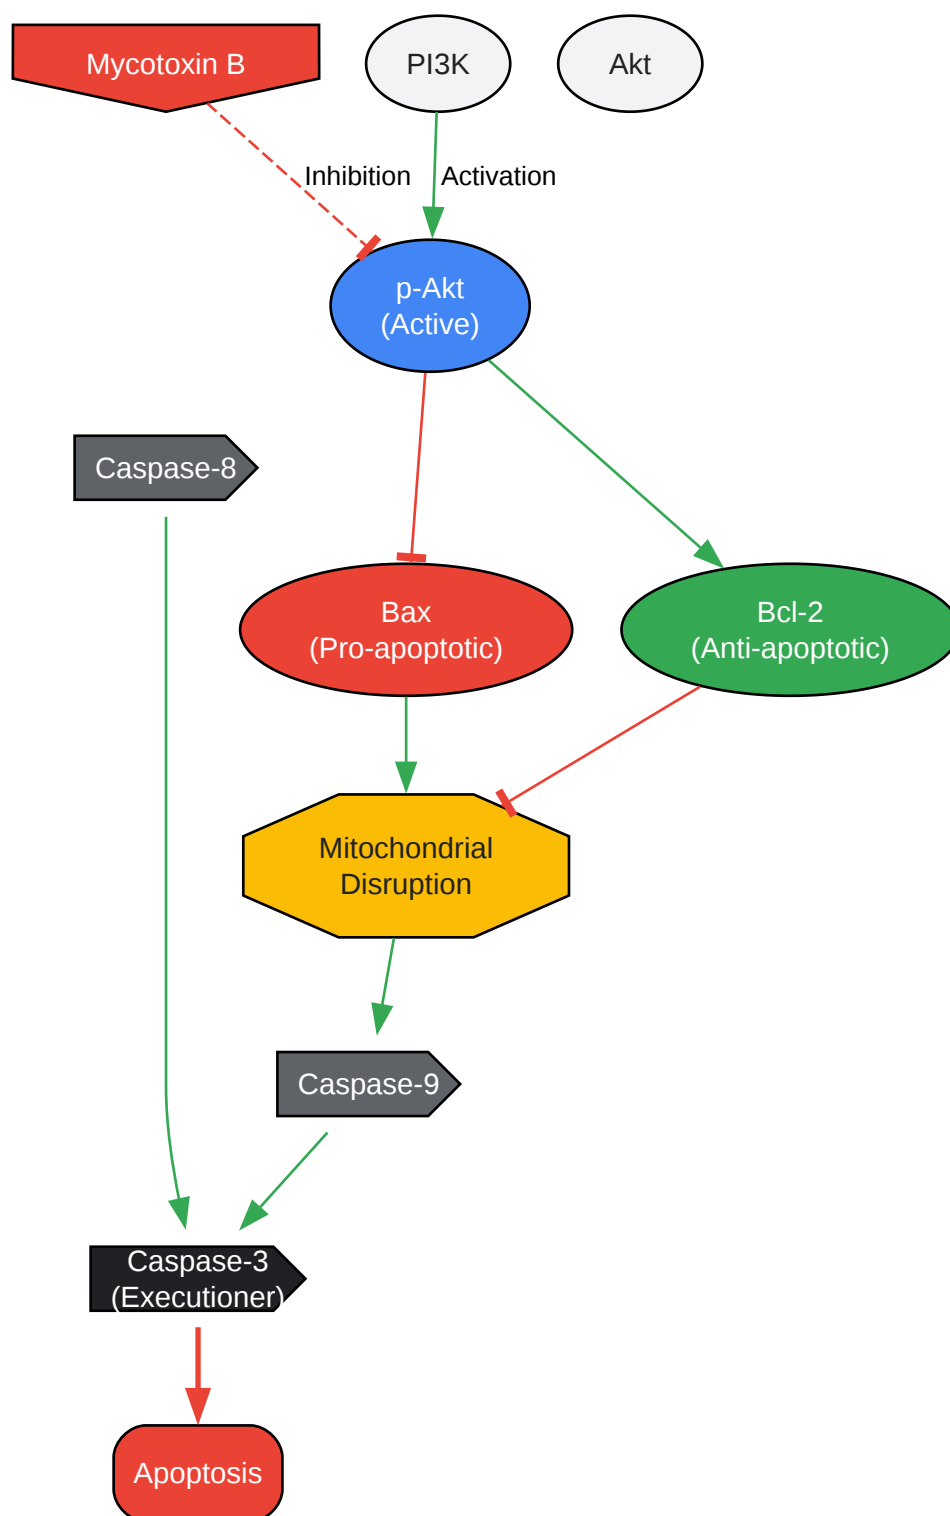 Mycotoxin B
PI3K
Akt
Inhibition
Activation
p-Akt
(Active)
Caspase-8
Bax
(Pro-apoptotic)
Bcl-2
(Anti-apoptotic)
Mitochondrial
Disruption
Caspase-9
Caspase-3
(Executioner)
Apoptosis